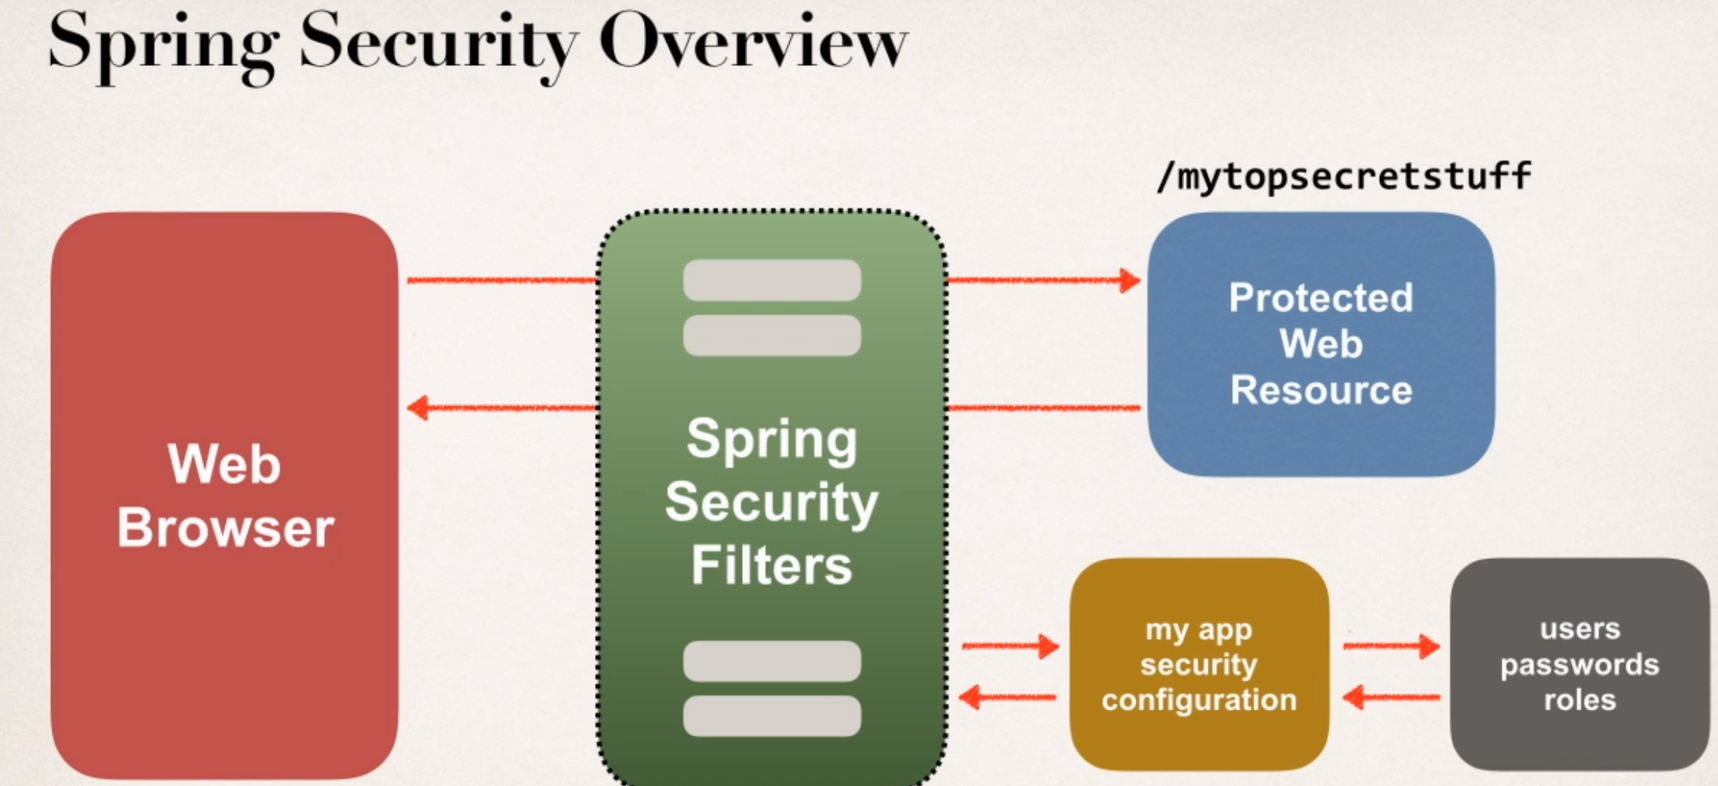 Spring Security Overview
/mytopsecretstuff
Web
Browser
Spring
Security
Filters
Protected
Web
Resource
my app
security
configuration
users
passwords
roles